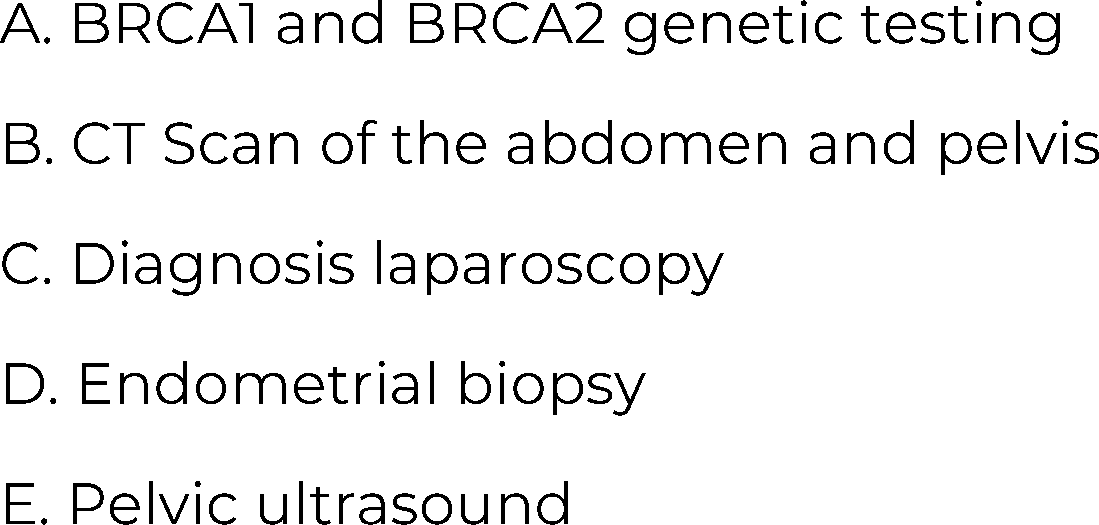 A. BRCA1 and BRCA2 genetic testing
B. CT Scan of the abdomen and pelvis
C. Diagnosis laparoscopy
D. Endometrial biopsy
E. Pelvic ultrasound